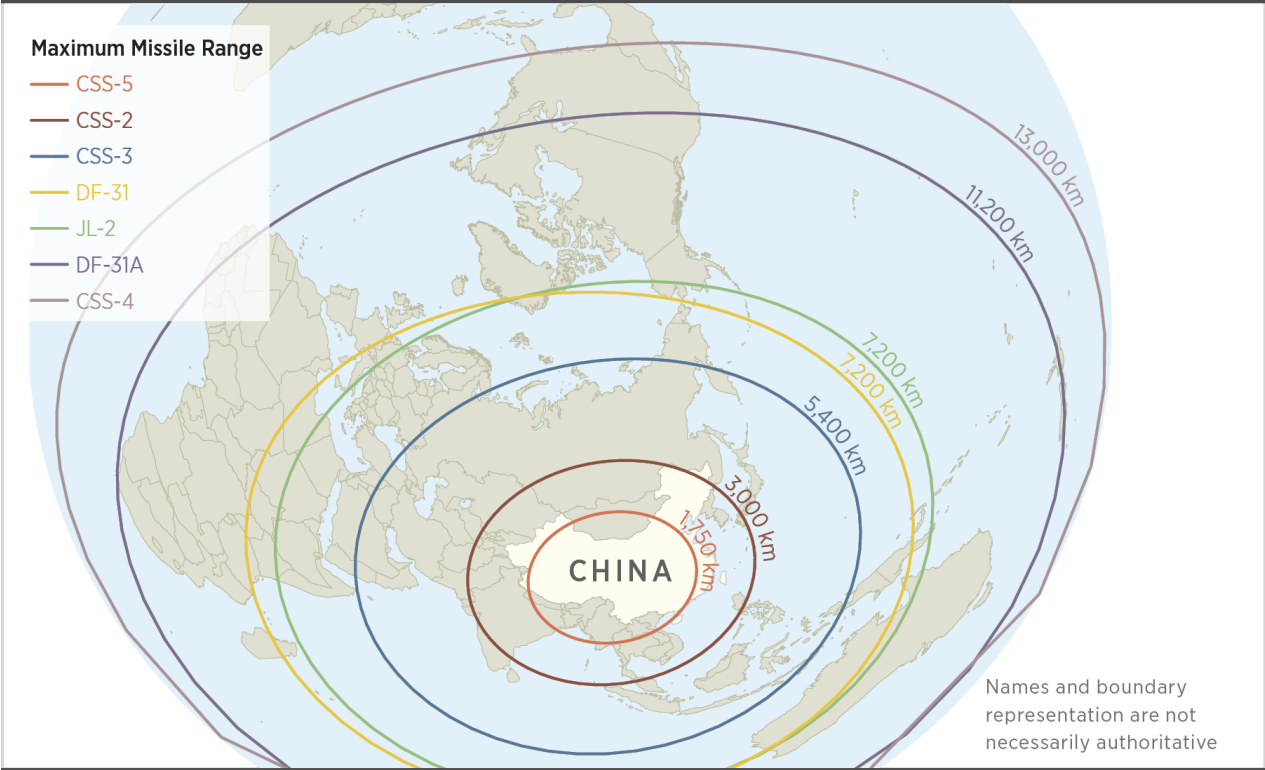 Maximum Missile Range
CSS-5
CSS-2
CSS-3
DF-31
JL-2
DF-31A
CSS-4
13,000 km
11,200 km
7,200 km
7,200 km
5,400 km
3,000 km
1,750 km
CHINA
Names and boundary
representation are not
necessarily authoritative